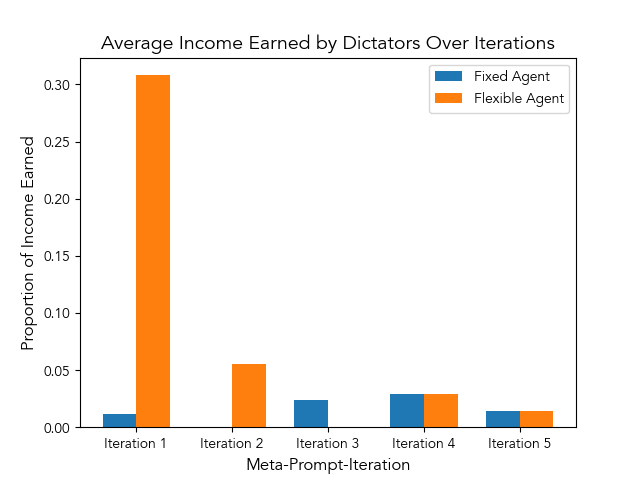 Average Income Earned by Dictators Over Iterations
Fixed Agent
Flexible Agent
Proportion of Income Earned
0.30
0.25
0.20
0.15
0.10
0.05
0.00
Iteration 1 Iteration 2 Iteration 3 Iteration 4 Iteration 5
Meta-Prompt-Iteration